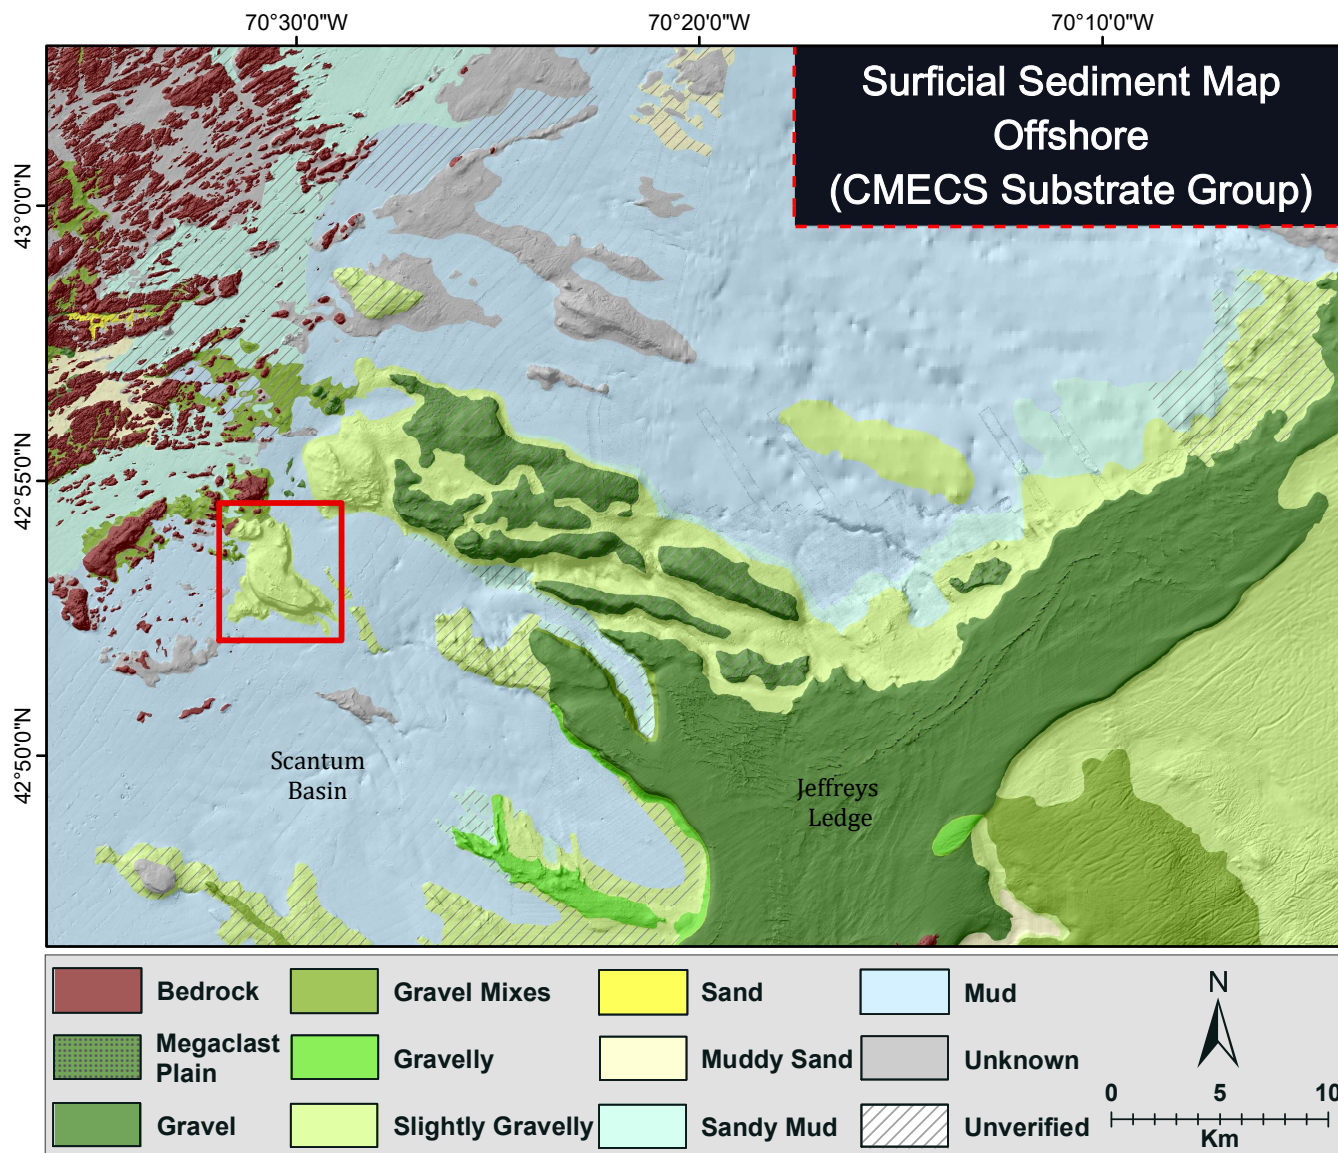 70°30'0"W
70°20'0"W
70°10'0"W
Surficial Sediment Map
Offshore
(CMECS Substrate Group)
43°0'0"N
42°55'0"N
42°50'0"N
Scantum
Basin
Jeffreys
Ledge
Bedrock
Gravel Mixes
Sand
Mud
Megaclast
Plain
Gravelly
Muddy Sand
Unknown
Gravel
Slightly Gravelly
Sandy Mud
Unverified
N
0 5 10
Km